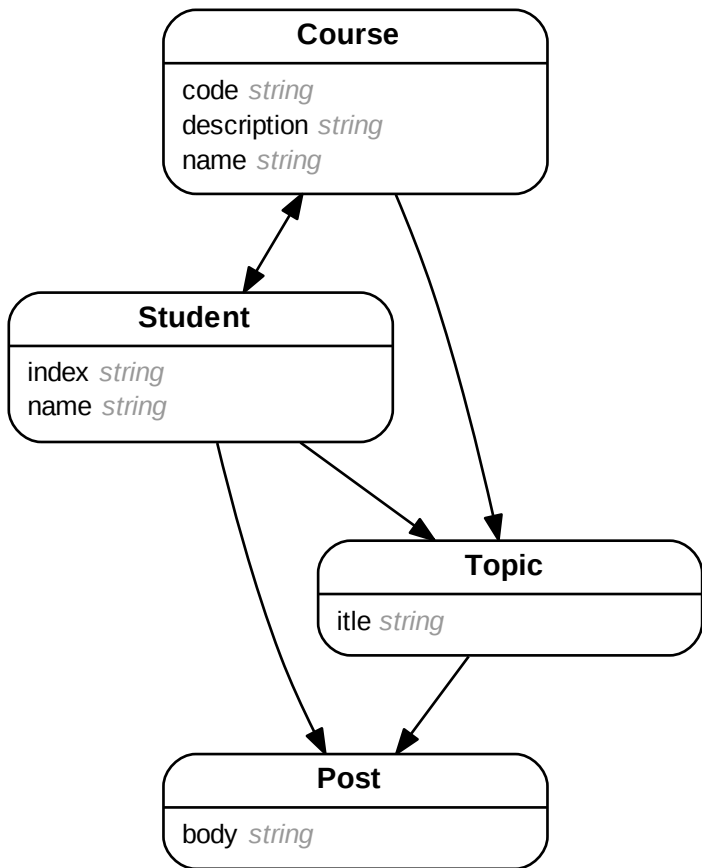 Course
code string
description string
name string
Student
index string
name string
Topic
itle string
Post
body string